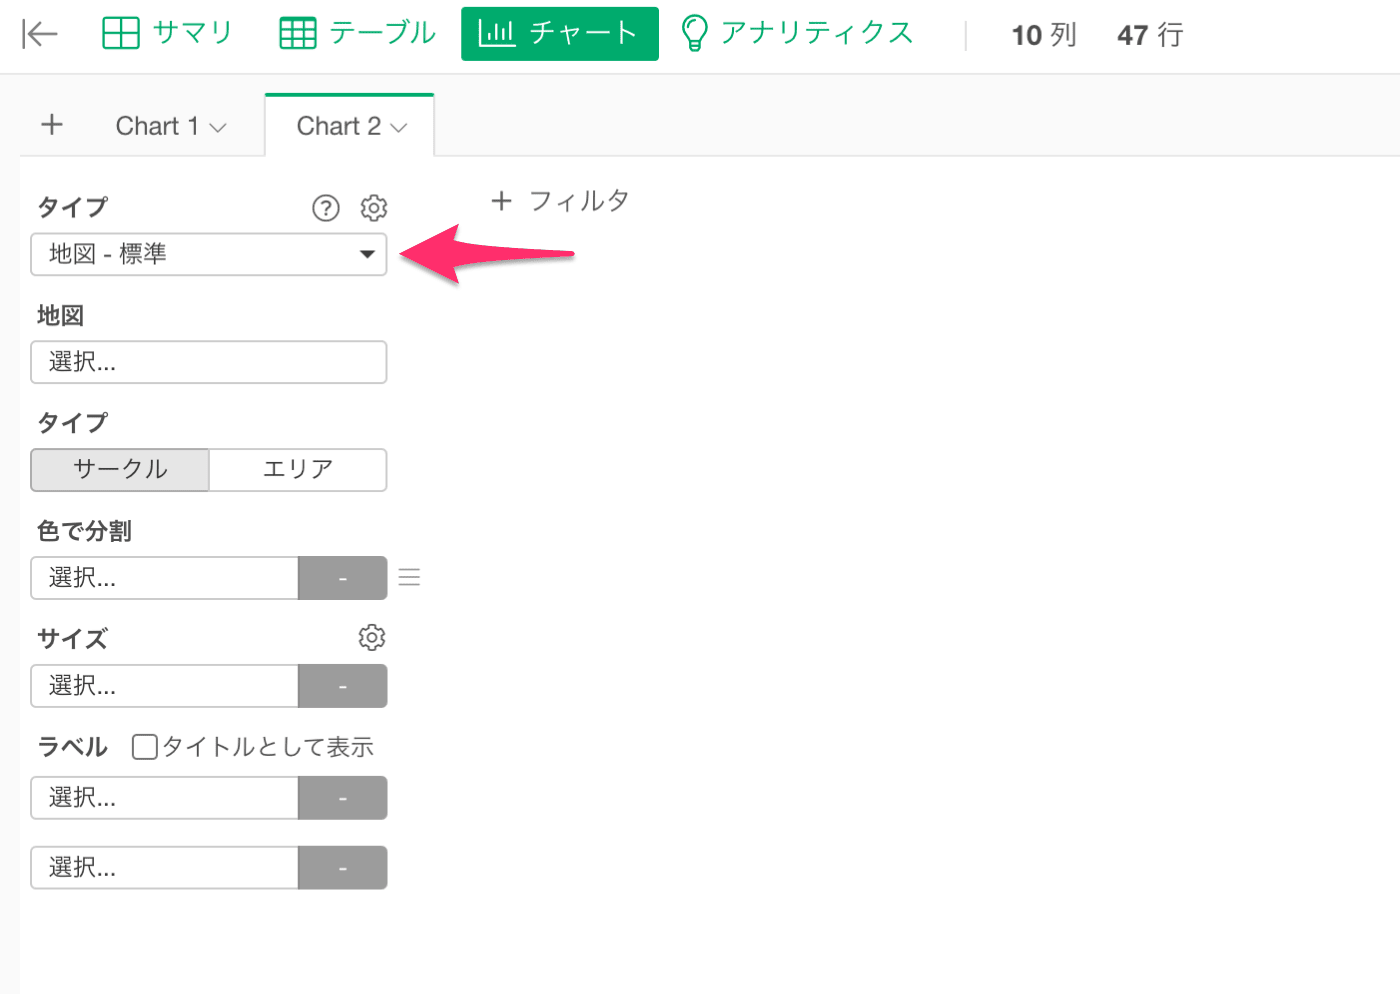 サマリ テーブル チャート アナリティクス 10 列 47 行
Chart 1 Chart 2
タイプ
+ フィルタ
地図 - 標準
地図
選択...
タイプ
サークル エリア
色で分割
選択... -
サイズ
選択... -
ラベル タイトルとして表示
選択... -
選択... -